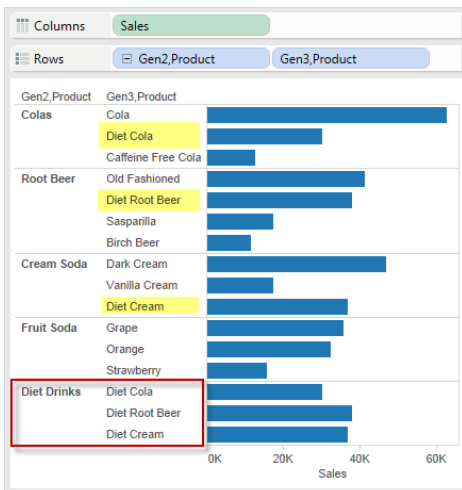 Columns Sales
Rows Gen2,Product Gen3,Product
Gen2,Product Gen3,Product
Colas Cola
Diet Cola
Caffeine Free Cola
Root Beer Old Fashioned
Diet Root Beer
Sasparilla
Birch Beer
Cream Soda Dark Cream
Vanilla Cream
Diet Cream
Fruit Soda Grape
Orange
Strawberry
Diet Drinks Diet Cola
Diet Root Beer
Diet Cream
0K 20K 40K 60K
Sales